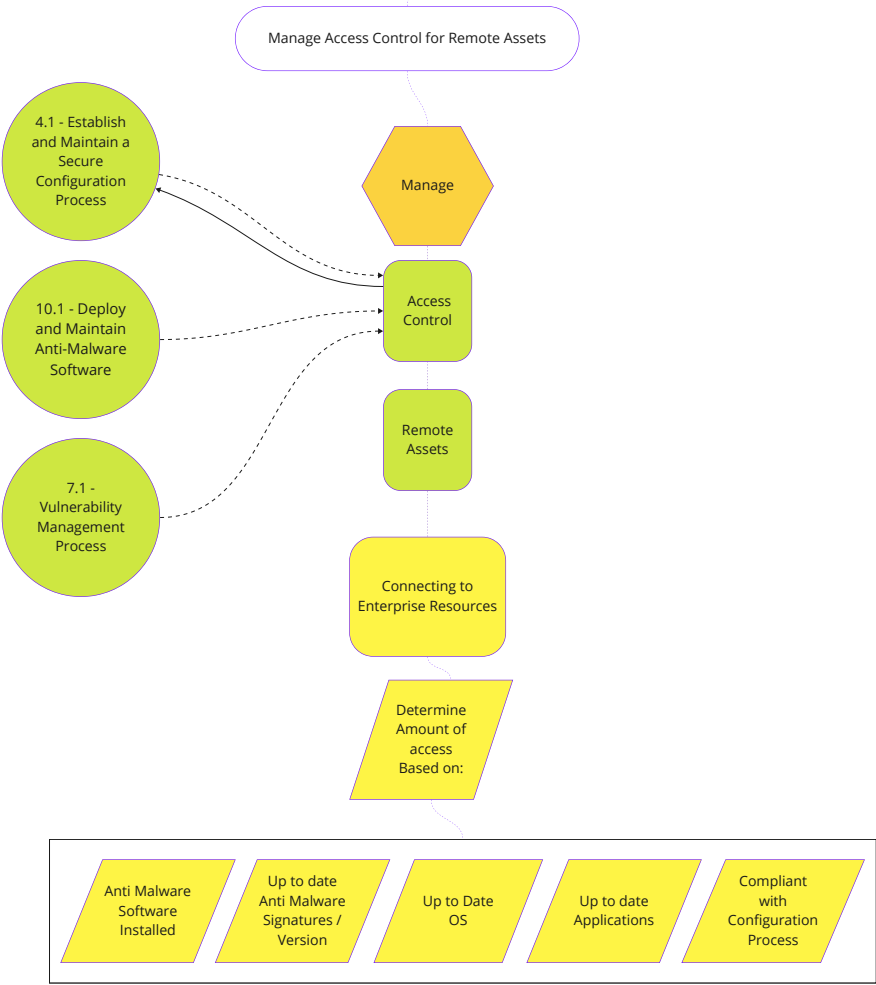 Manage Access Control for Remote Assets
4.1 - Establish
and Maintain a
Secure
Configuration
Process
Manage
Access
Control
10.1 - Deploy
and Maintain
Anti-Malware
Software
Remote
Assets
7.1 -
Vulnerability
Management
Process
Connecting to
Enterprise Resources
Determine
Amount of
access
Based on:
Anti Malware
Software
Installed
Up to date
Anti Malware
Signatures /
Version
Up to Date
OS
Up to date
Applications
Compliant
with
Configuration
Process